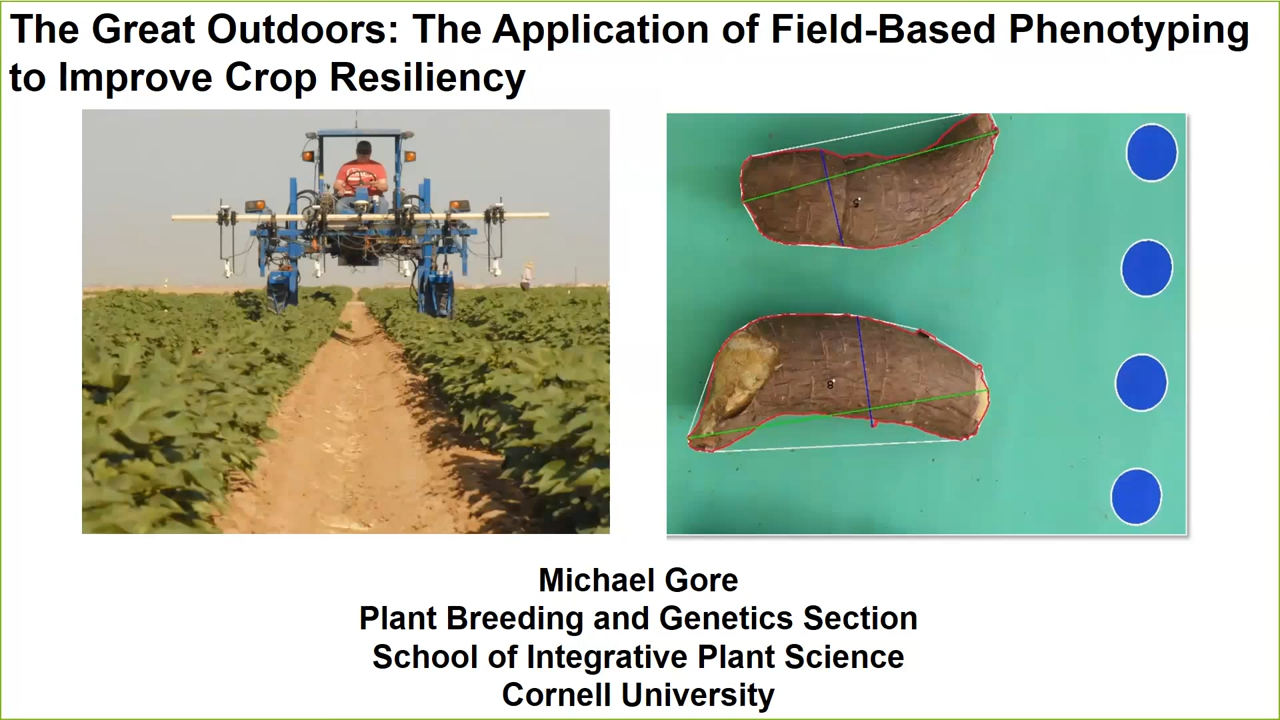 The Great Outdoors: The Application of Field-Based Phenotyping
to Improve Crop Resiliency
Michael Gore
Plant Breeding and Genetics Section
School of Integrative Plant Science
Cornell University